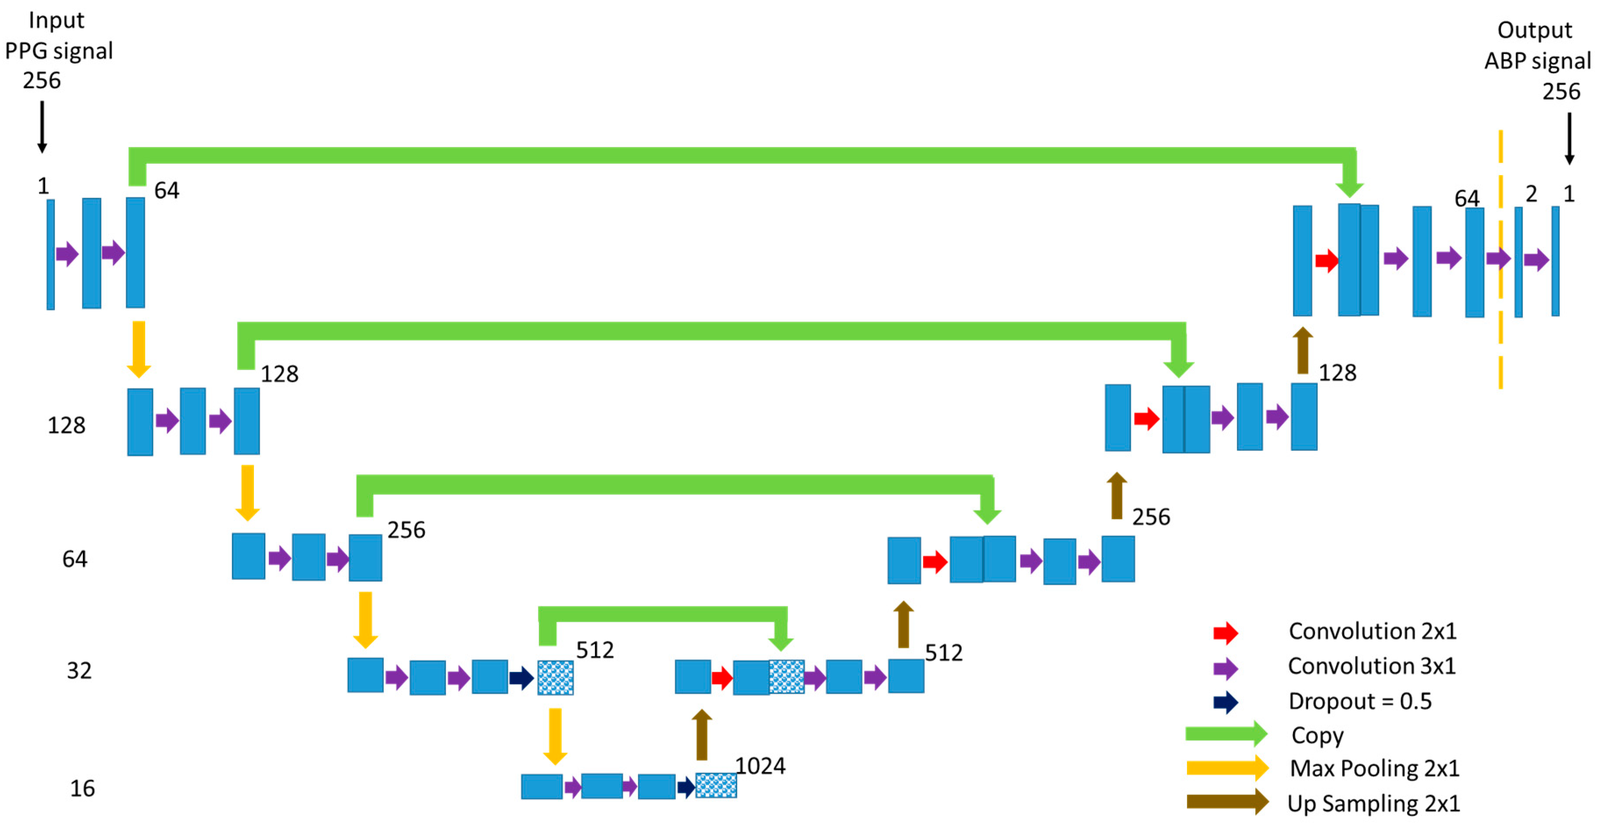 Input
PPG signal
256
Output
ABP signal
256
1
64
64
2
1
128
128
128
64
256
256
32
512
512
16
1024
Convolution 2x1
Convolution 3x1
Dropout = 0.5
Copy
Max Pooling 2x1
Up Sampling 2x1